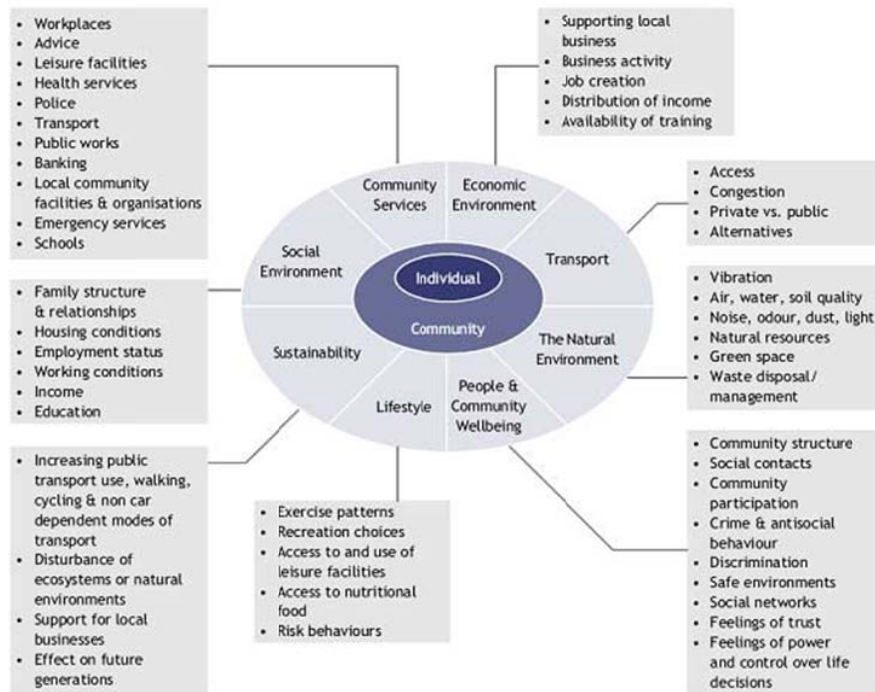 • Workplaces
• Advice
• Leisure facilities
• Health services
• Police
• Transport
• Public works
• Banking
• Local community
facilities & organisations
• Emergency services
• Schools
• Supporting local
business
• Business activity
• Job creation
• Distribution of income
• Availability of training
Community
Services
Economic
Environment
• Access
• Congestion
• Private vs. public
• Alternatives
Social
Environment
Transport
Individual
Community
• Family structure
& relationships
• Housing conditions
• Employment status
• Working conditions
• Income
• Education
Sustainability
The Natural
Environment
• Vibration
• Air, water, soil quality
• Noise, odour, dust, light
• Natural resources
• Green space
• Waste disposal/
management
Lifestyle
People &
Community
Wellbeing
• Increasing public
transport use, walking,
cycling & non car
dependent modes of
transport
• Disturbance of
ecosystems or natural
environments
• Support for local
businesses
• Effect on future
generations
• Exercise patterns
• Recreation choices
• Access to and use of
leisure facilities
• Access to nutritional
food
• Risk behaviours
• Community structure
• Social contacts
• Community
participation
• Crime & antisocial
behaviour
• Discrimination
• Safe environments
• Social networks
• Feelings of trust
• Feelings of power
and control over life
decisions